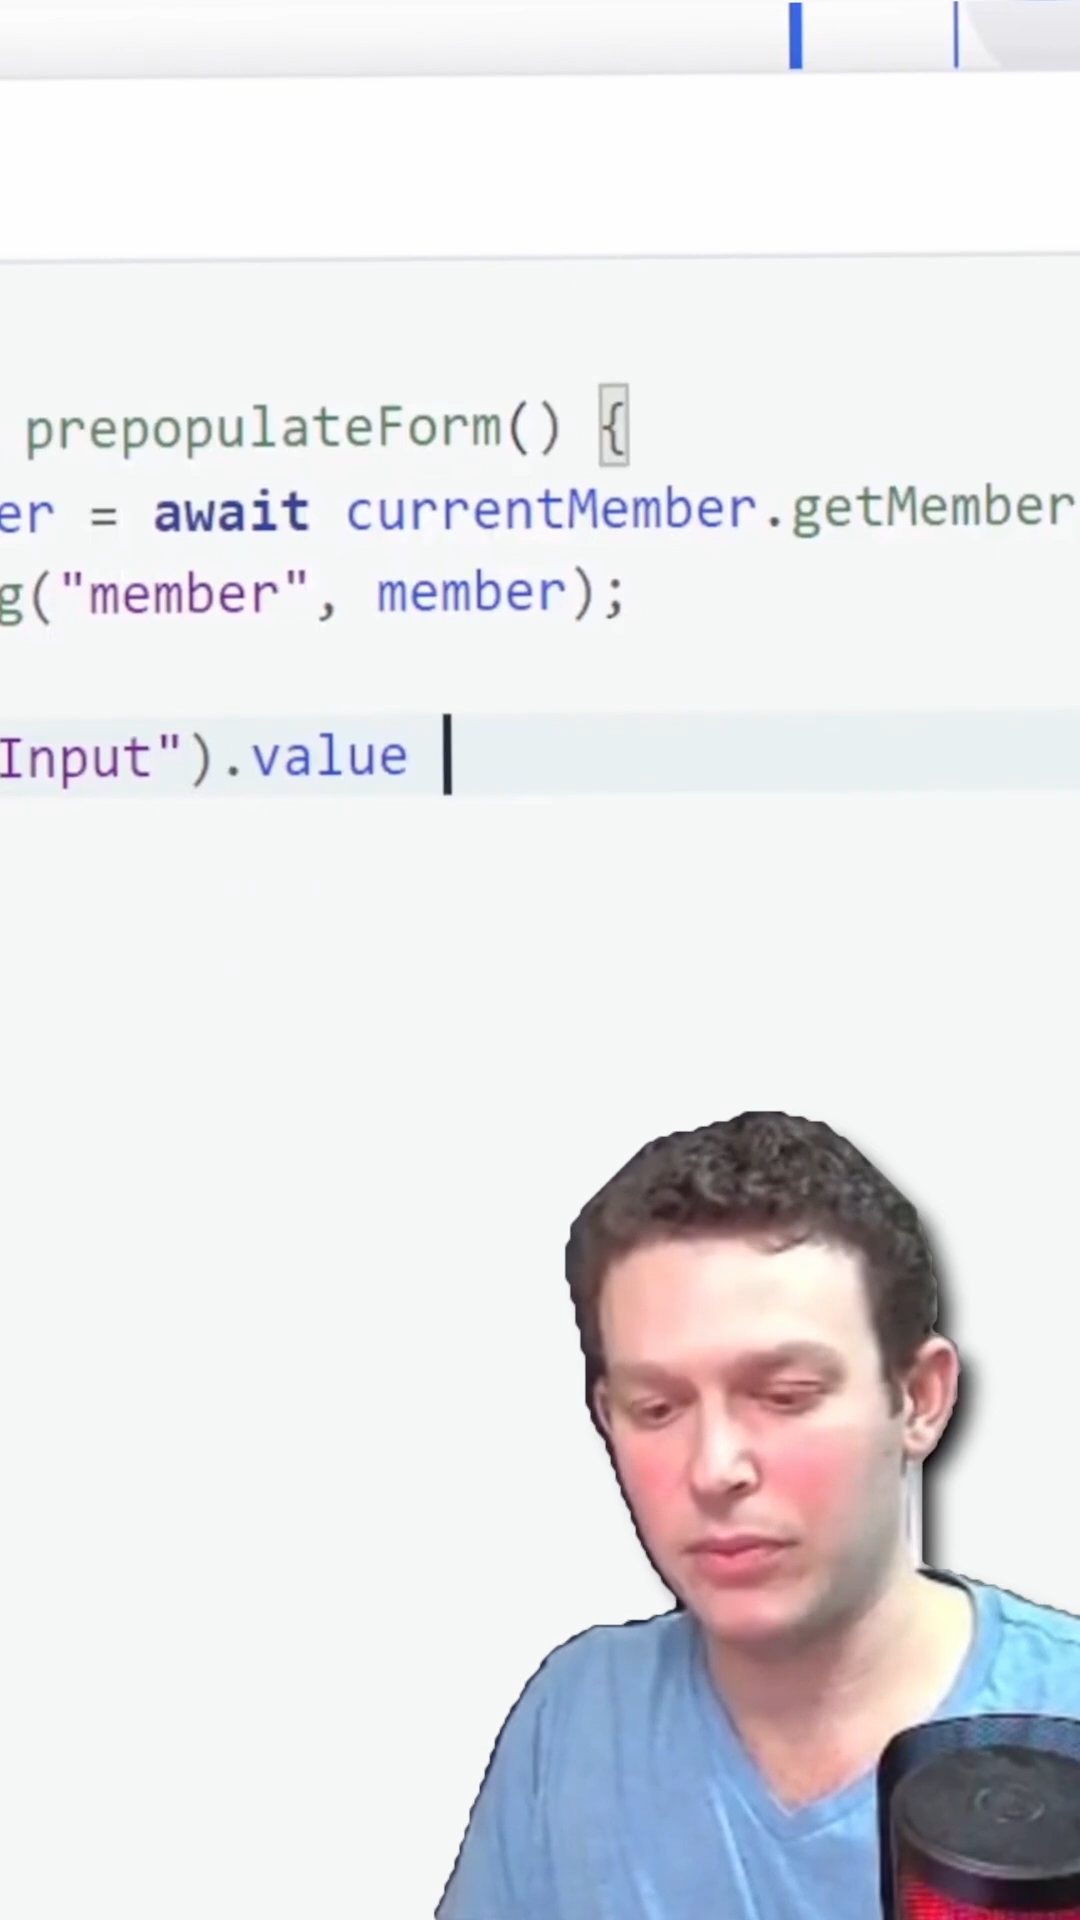 prepopulateForm() {
er = await currentMember.getMember
g("member", member);
Input").value